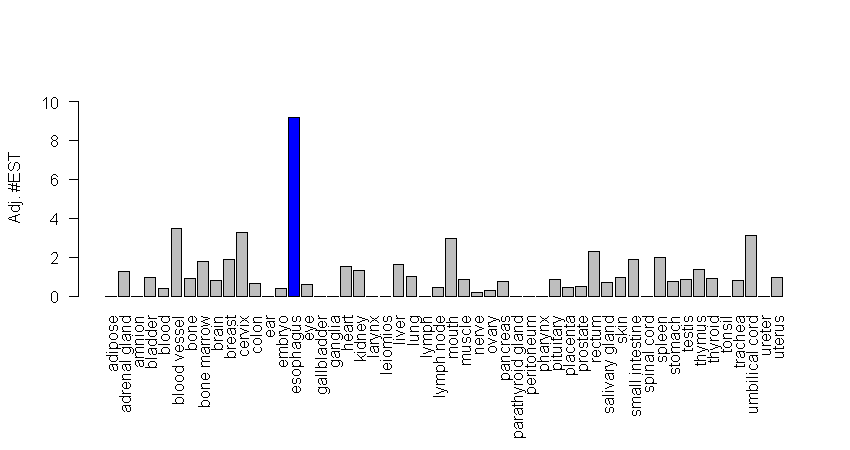 Adj. #EST
10
8
6
4
2
0
adipose
adrenal gland
amnion
bladder
blood
blood vessel
bone
bone marrow
brain
breast
cervix
colon
ear
embryo
esophagus
eye
gallbladder
ganglia
heart
kidney
larynx
leiomios
liver
lung
lymph
lymph node
mouth
muscle
nerve
ovary
pancreas
parathyroid gland
peritoneum
pharynx
pituitary
placenta
prostate
rectum
salivary gland
skin
small intestine
spinal cord
spleen
stomach
testis
thymus
thyroid
tonsil
trachea
umbilical cord
ureter
uterus